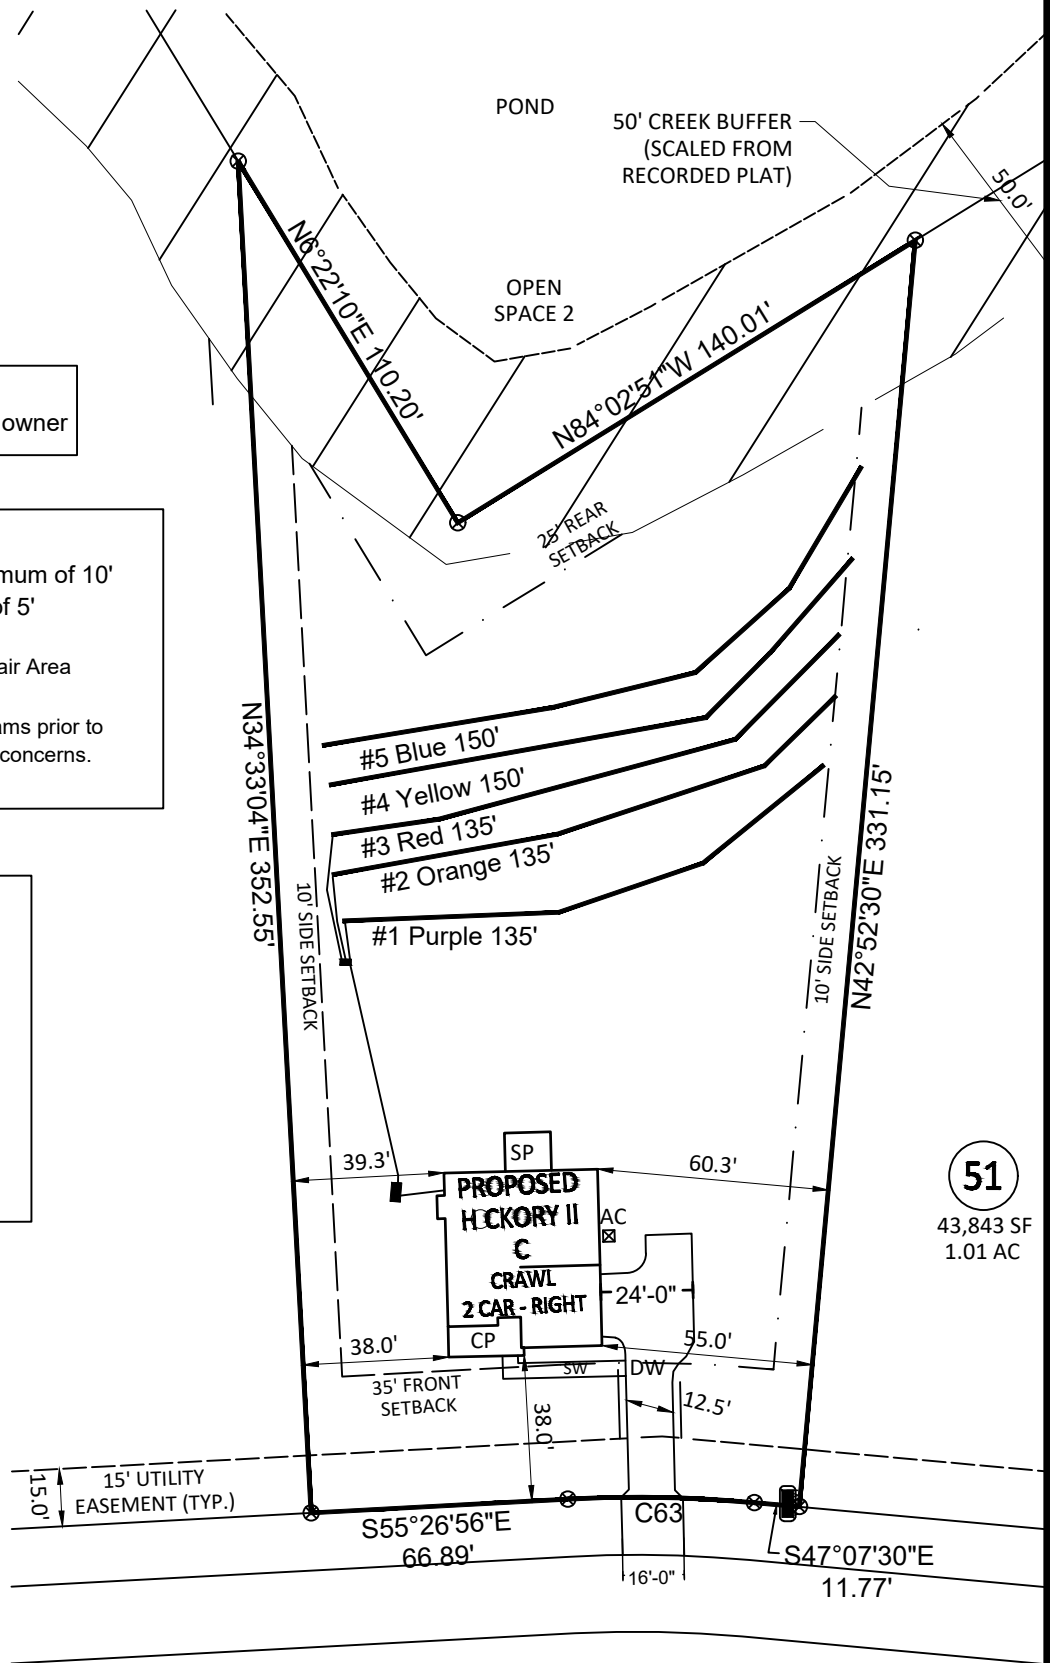 POND
50' CREEK BUFFER
(SCALED FROM
RECORDED PLAT)
50.0'
N6°22'10"E 110.20'
OPEN
SPACE 2
N84°02'51"W 140.01'
owner
25' REAR
SETBACK
of 10'
of 5'
Area
prior to
concerns.
N34°33'04"E 352.55'
#5 Blue 150'
#4 Yellow 150'
#3 Red 135'
#2 Orange 135'
#1 Purple 135'
10' SIDE SETBACK
10' SIDE SETBACK
N42°52'30"E 331.15'
39.3'
SP
60.3'
PROPOSED
HICKORY II
C
CRAWL
2 CAR - RIGHT
AC
24'-0"
51
43,843 SF
1.01 AC
38.0'
CP
55.0'
SW
DW
35' FRONT
SETBACK
38.0'
12.5'
15.0'
15' UTILITY
EASEMENT (TYP.)
S55°26'56"E
66.89'
C63
S47°07'30"E
11.77'
16'-0"